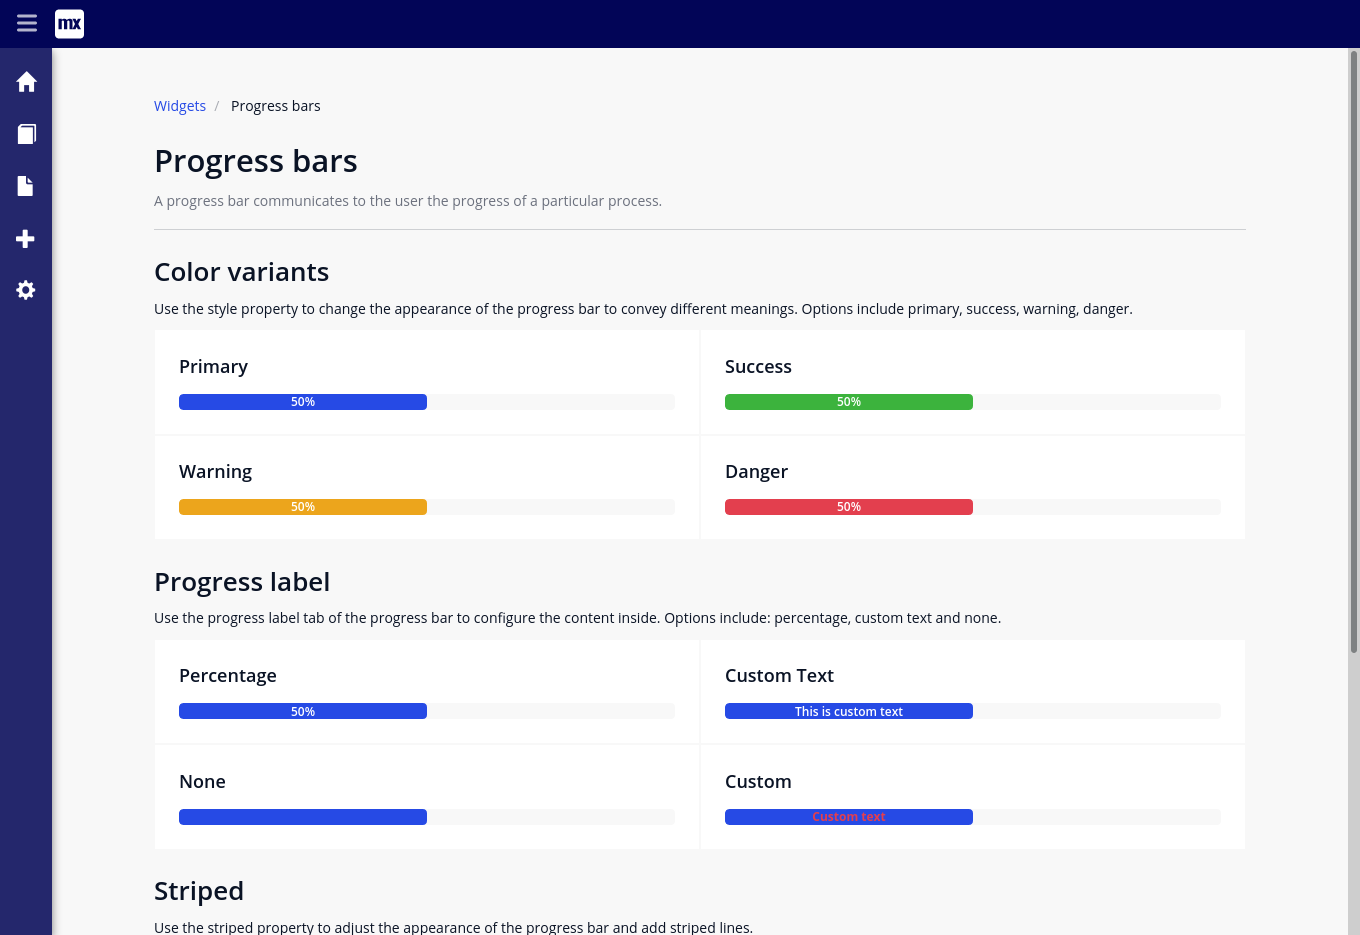 mx
Widgets / Progress bars
Progress bars
A progress bar communicates to the user the progress of a particular process.
Color variants
Use the style property to change the appearance of the progress bar to convey different meanings. Options include primary, success, warning, danger.
Primary
50%
Success
50%
Warning
50%
Danger
50%
Progress label
Use the progress label tab of the progress bar to configure the content inside. Options include: percentage, custom text and none.
Percentage
50%
Custom Text
This is custom text
None
Custom
Custom text
Striped
Use the striped property to adjust the appearance of the progress bar and add striped lines.